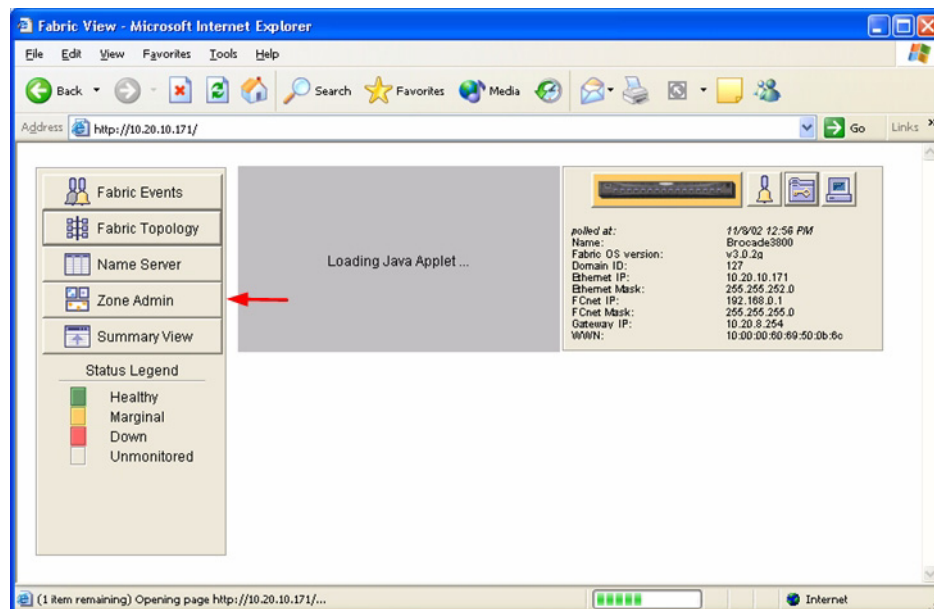 Fabric View - Microsoft Internet Explorer
File Edit View Favorites Tools Help
Back Search Favorites Media
Address http://10.20.10.171/ Go Links »
Fabric Events
Fabric Topology
Name Server
Zone Admin
Summary View
Status Legend
Healthy
Marginal
Down
Unmonitored
Loading Java Applet ...
polled at: 11/8/02 12:56 PM
Name: Brocade3800
Fabric OS version: v3.0.2g
Domain ID: 127
Ethernet IP: 10.20.10.171
Ethernet Mask: 255.255.252.0
FCnet IP: 192.168.0.1
FCnet Mask: 255.255.255.0
Gateway IP: 10.20.8.254
WWN: 10:00:00:60:69:50:0b:6c
(1 item remaining) Opening page http://10.20.10.171/... Internet